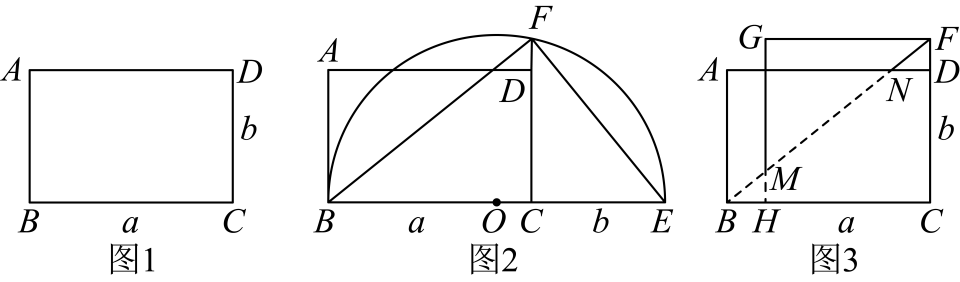 A D b B a C
图1
F A D B a O C b E
图2
G F A D N b M B H a C
图3